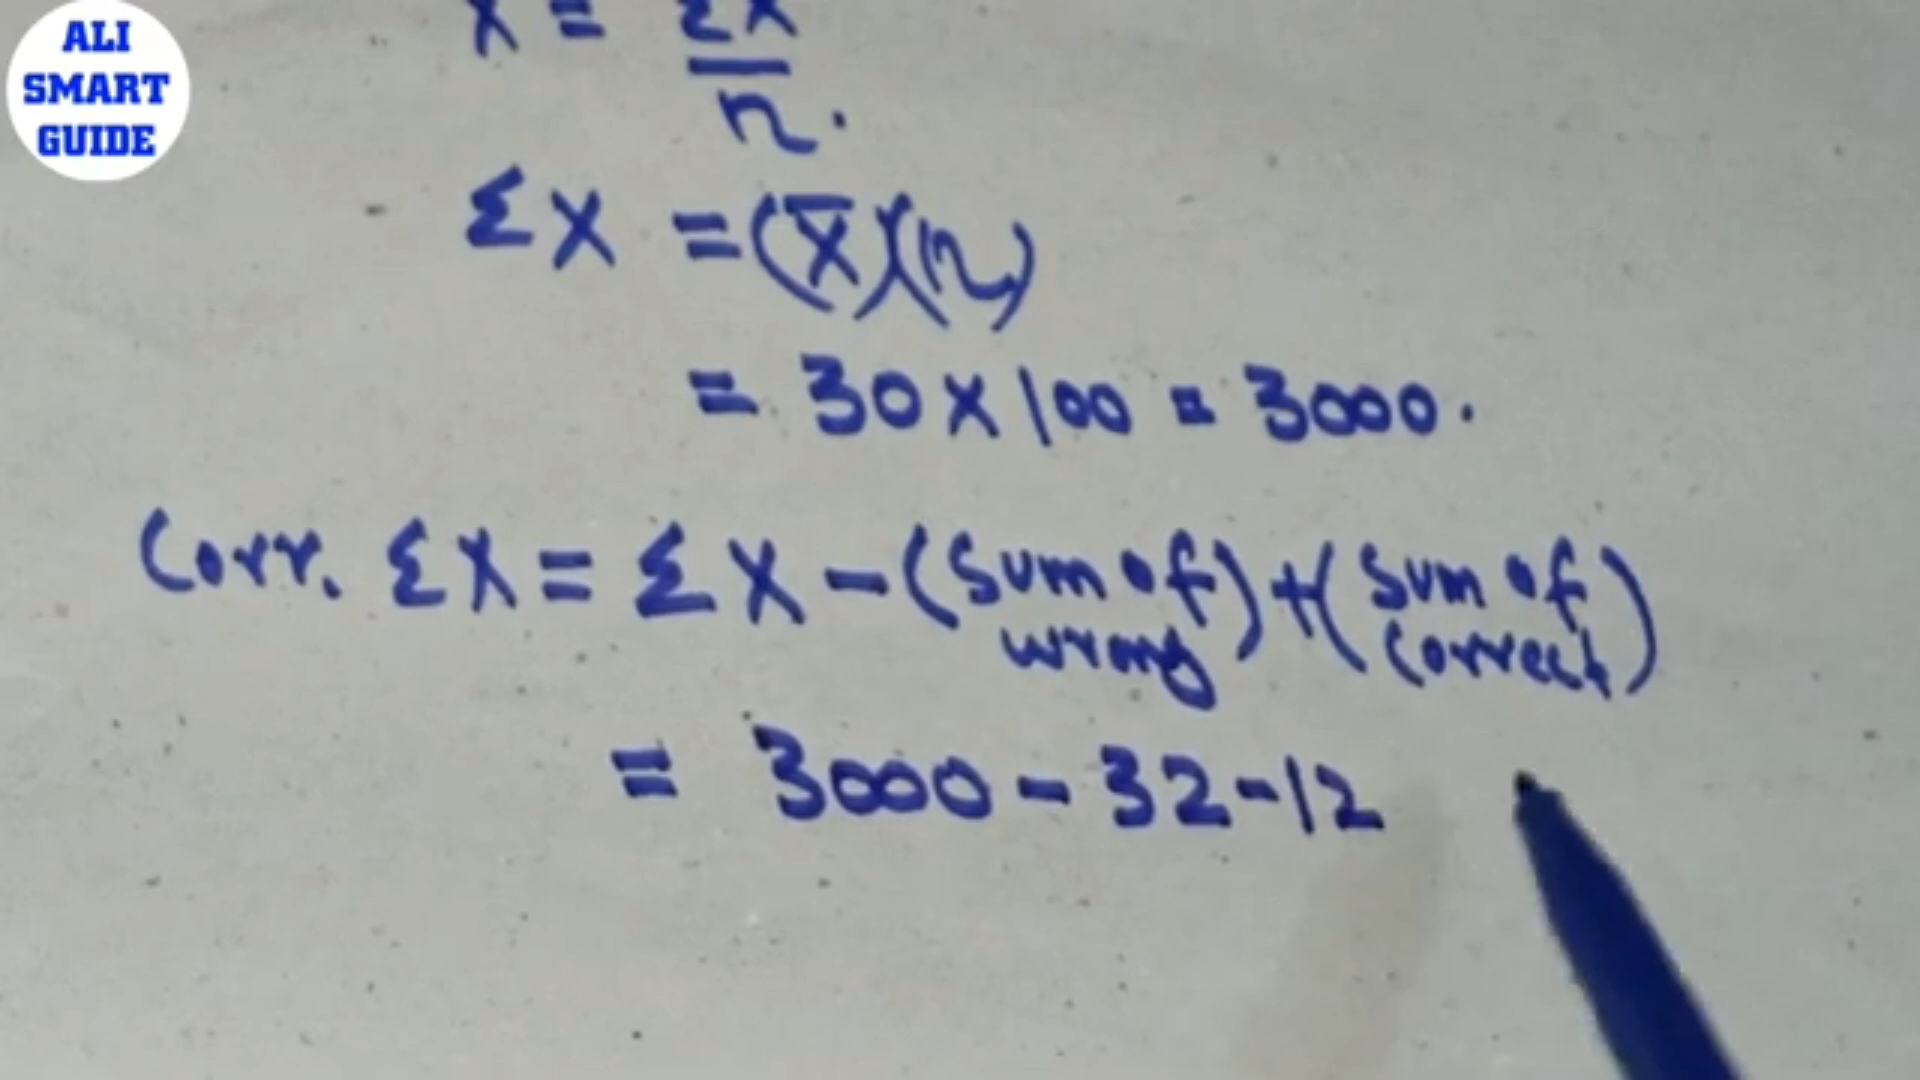 ALI
SMART
GUIDE
X̄ = ΣX
n.
ΣX = (X̄)(n)
= 30 × 100 = 3000.
Corr. ΣX = ΣX - (Sum of wrong) + (Sum of correct)
= 3000 - 32 - 12